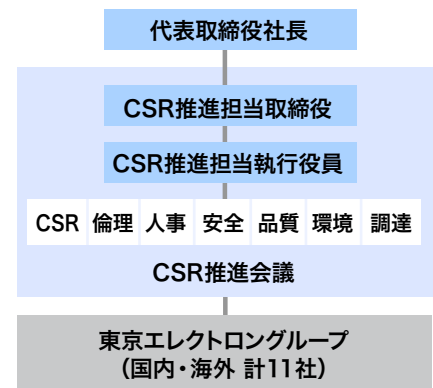 代表取締役社長
CSR推進担当取締役
CSR推進担当執行役員
CSR 倫理 人事 安全 品質 環境 調達
CSR推進会議
東京エレクトロングループ
（国内・海外 計11社）